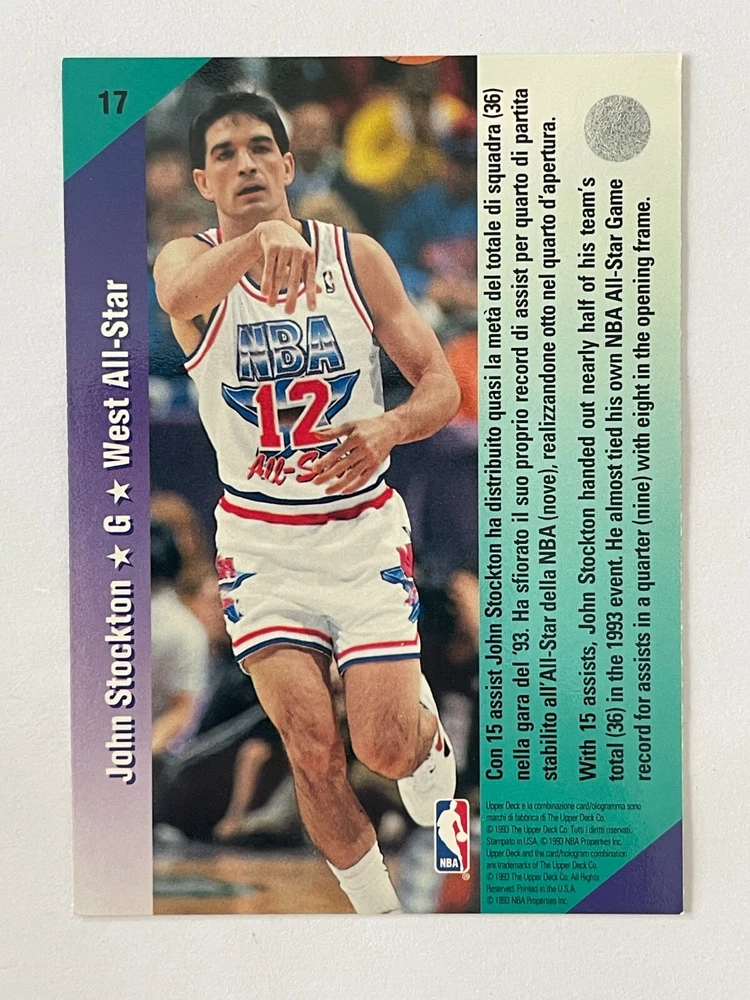 17
John Stockton ★ G ★ West All-Star
NBA
12
All-S
Con 15 assist John Stockton ha distribuito quasi la metà del totale di squadra (36)
nella gara del '93. Ha sfiorato il suo proprio record di assist per quarto di partita
stabilito all'All-Star della NBA (nove), realizzandone otto nel quarto d'apertura.
With 15 assists, John Stockton handed out nearly half of his team's
total (36) in the 1993 event. He almost tied his own NBA All-Star Game
record for assists in a quarter (nine) with eight in the opening frame.
Upper Deck e la combinazione card/ologramma sono
marchi di fabbrica di The Upper Deck Co.
© 1993 The Upper Deck Co. Tutti i diritti riservati.
Stampato in USA. © 1993 NBA Properties Inc.
Upper Deck and the card/hologram combination
are trademarks of The Upper Deck Co.
© 1993 The Upper Deck Co. All Rights
Reserved. Printed in the U.S.A.
© 1993 NBA Properties Inc.
NBA